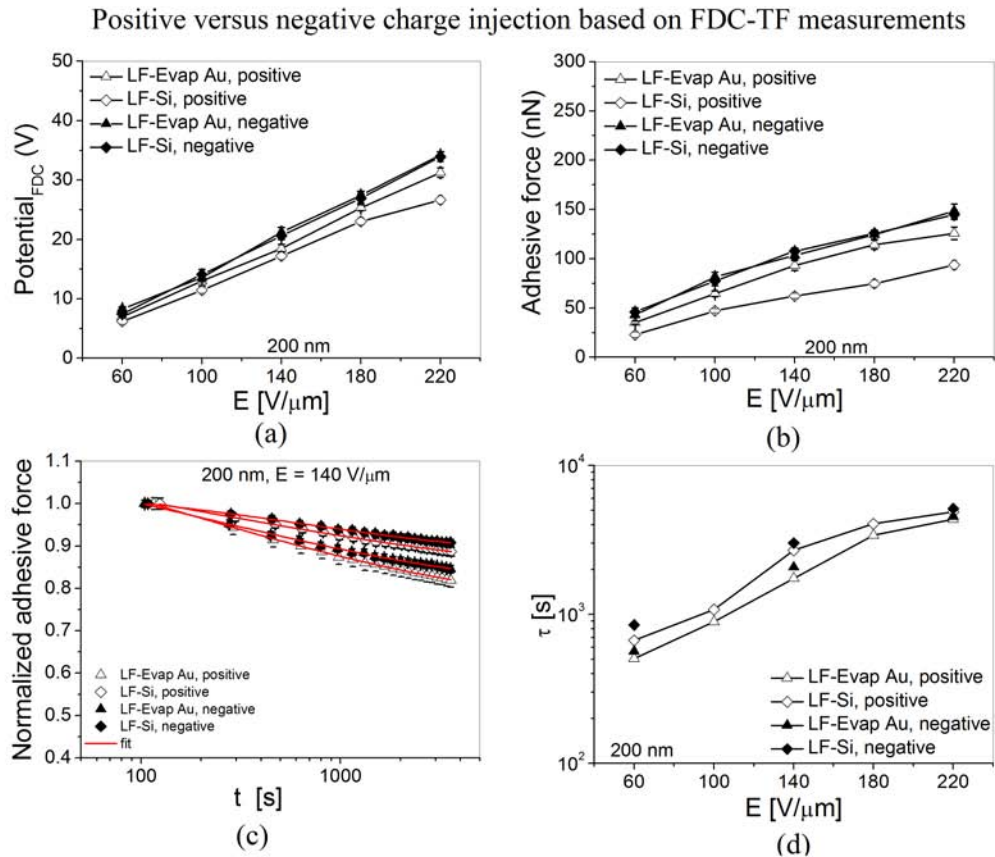 Positive versus negative charge injection based on FDC-TF measurements
50
40
30
20
10
0
Potential_FDC (V)
LF-Evap Au, positive
LF-Si, positive
LF-Evap Au, negative
LF-Si, negative
200 nm
60 100 140 180 220
E [V/μm]
(a)
300
250
200
150
100
50
0
Adhesive force (nN)
LF-Evap Au, positive
LF-Si, positive
LF-Evap Au, negative
LF-Si, negative
200 nm
60 100 140 180 220
E [V/μm]
(b)
1.1
1.0
0.9
0.8
0.7
0.6
0.5
0.4
Normalized adhesive force
200 nm, E = 140 V/μm
LF-Evap Au, positive
LF-Si, positive
LF-Evap Au, negative
LF-Si, negative
fit
100 1000
t [s]
(c)
10⁴
10³
10²
τ [s]
LF-Evap Au, positive
LF-Si, positive
LF-Evap Au, negative
LF-Si, negative
200 nm
60 100 140 180 220
E [V/μm]
(d)